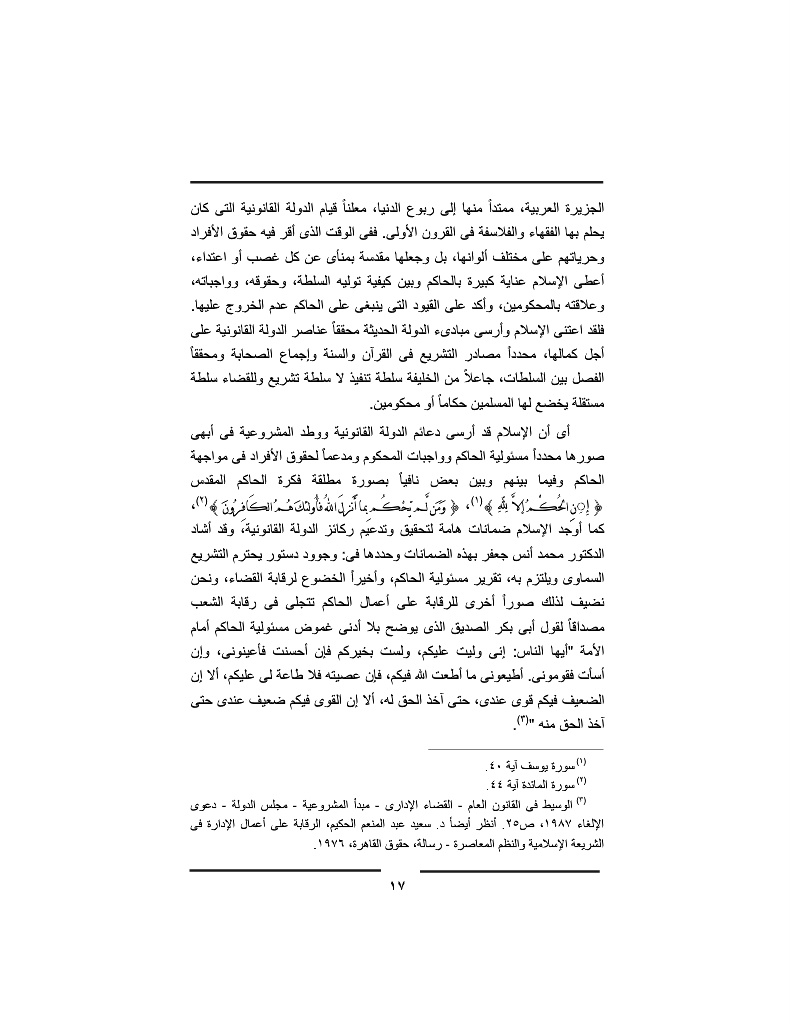 الجزيرة العربية، ممتداً منها إلى ربوع الدنيا، معلناً قيام الدولة القانونية التى كان
يحلم بها الفقهاء والفلاسفة فى القرون الأولى. ففى الوقت الذى أقر فيه حقوق الأفراد
وحرياتهم على مختلف ألوانها، بل وجعلها مقدسة بمنأى عن كل غصب أو اعتداء،
أعطى الإسلام عناية كبيرة بالحاكم وبين كيفية توليه السلطة، وحقوقه، وواجباته،
وعلاقته بالمحكومين، وأكد على القيود التى ينبغى على الحاكم عدم الخروج عليها.
فلقد اعتنى الإسلام وأرسى مبادىء الدولة الحديثة محققاً عناصر الدولة القانونية على
أجل كمالها، محدداً مصادر التشريع فى القرآن والسنة وإجماع الصحابة ومحققاً
الفصل بين السلطات، جاعلاً من الخليفة سلطة تنفيذ لا سلطة تشريع وللقضاء سلطة
مستقلة يخضع لها المسلمين حكاماً أو محكومين.
أى أن الإسلام قد أرسى دعائم الدولة القانونية ووطد المشروعية فى أبهى
صورها محدداً مسئولية الحاكم وواجبات المحكوم ومدعماً لحقوق الأفراد فى مواجهة
الحاكم وفيما بينهم وبين بعض نافياً بصورة مطلقة فكرة الحاكم المقدس
﴿ إِنِ الْحُكْمُ إِلاَّ لِلَّهِ ﴾(١)، ﴿ وَمَن لَّمْ يَحْكُم بِمَا أَنزَلَ اللَّهُ فَأُولَئِكَ هُمُ الْكَافِرُونَ ﴾(٢)،
كما أوجد الإسلام ضمانات هامة لتحقيق وتدعيم ركائز الدولة القانونية، وقد أشاد
الدكتور محمد أنس جعفر بهذه الضمانات وحددها فى: وجوود دستور يحترم التشريع
السماوى ويلتزم به، تقرير مسئولية الحاكم، وأخيراً الخضوع لرقابة القضاء، ونحن
نضيف لذلك صوراً أخرى للرقابة على أعمال الحاكم تتجلى فى رقابة الشعب
مصداقاً لقول أبى بكر الصديق الذى يوضح بلا أدنى غموض مسئولية الحاكم أمام
الأمة "أيها الناس: إنى وليت عليكم، ولست بخيركم فإن أحسنت فأعينونى، وإن
أسأت فقومونى. أطيعونى ما أطعت الله فيكم، فإن عصيته فلا طاعة لى عليكم، ألا إن
الضعيف فيكم قوى عندى، حتى آخذ الحق له، ألا إن القوى فيكم ضعيف عندى حتى
آخذ الحق منه "(٣).
(١) سورة يوسف آية ٤٠.
(٢) سورة المائدة آية ٤٤.
(٣) الوسيط فى القانون العام - القضاء الإدارى - مبدأ المشروعية - مجلس الدولة - دعوى
الإلغاء ١٩٨٧، ص٢٥. أنظر أيضاً د. سعيد عبد المنعم الحكيم، الرقابة على أعمال الإدارة فى
الشريعة الإسلامية والنظم المعاصرة - رسالة، حقوق القاهرة، ١٩٧٦.
١٧